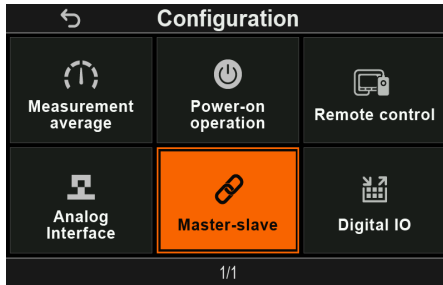 Configuration
Measurement
average
Power-on
operation
Remote control
Analog
Interface
Master-slave
Digital IO
1/1